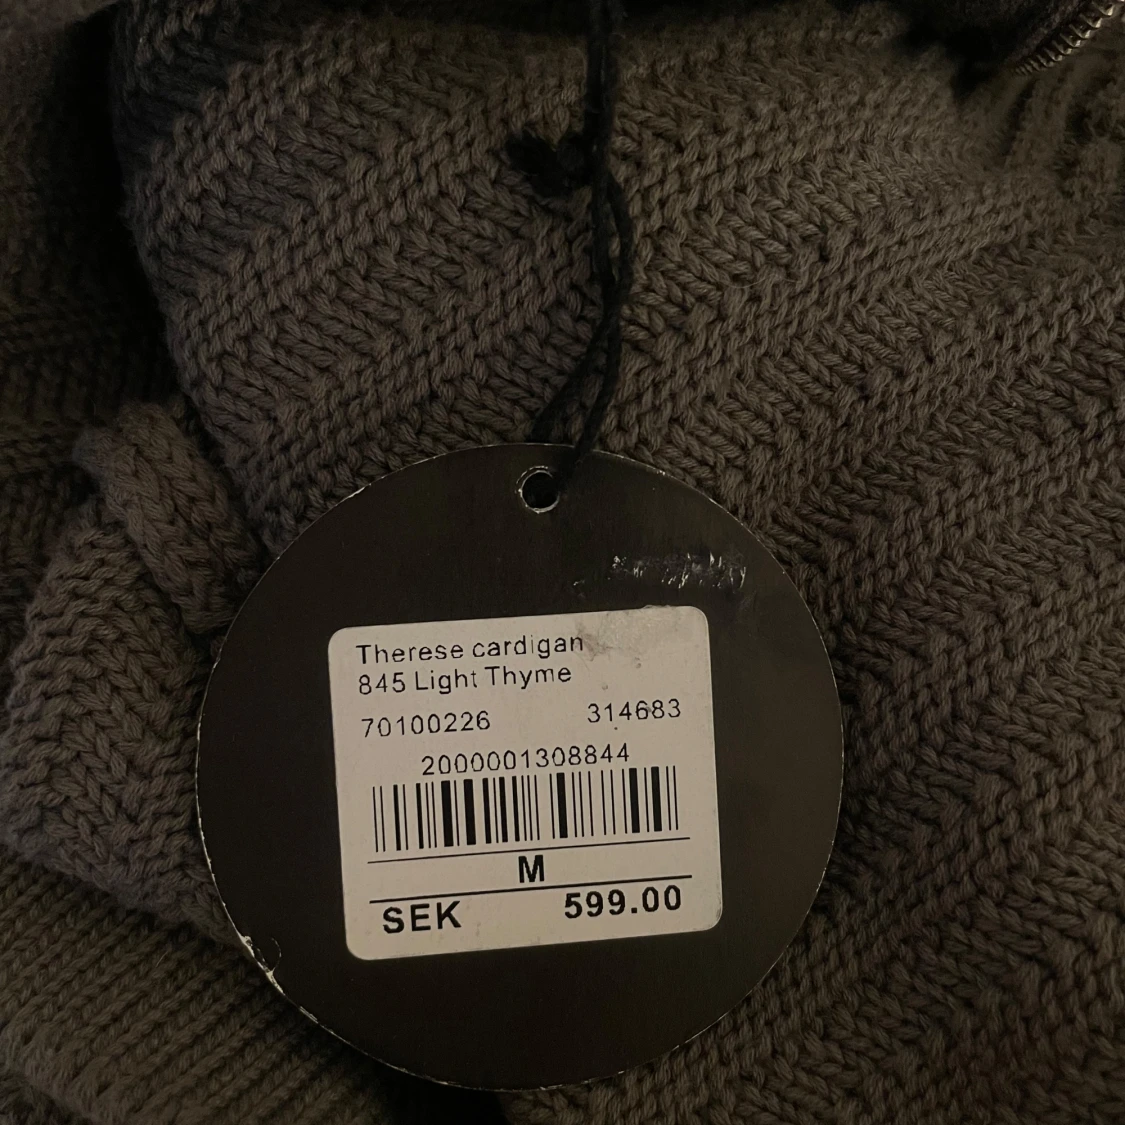 Therese cardigan
845 Light Thyme
70100226 314683
2000001308844
M
SEK 599.00